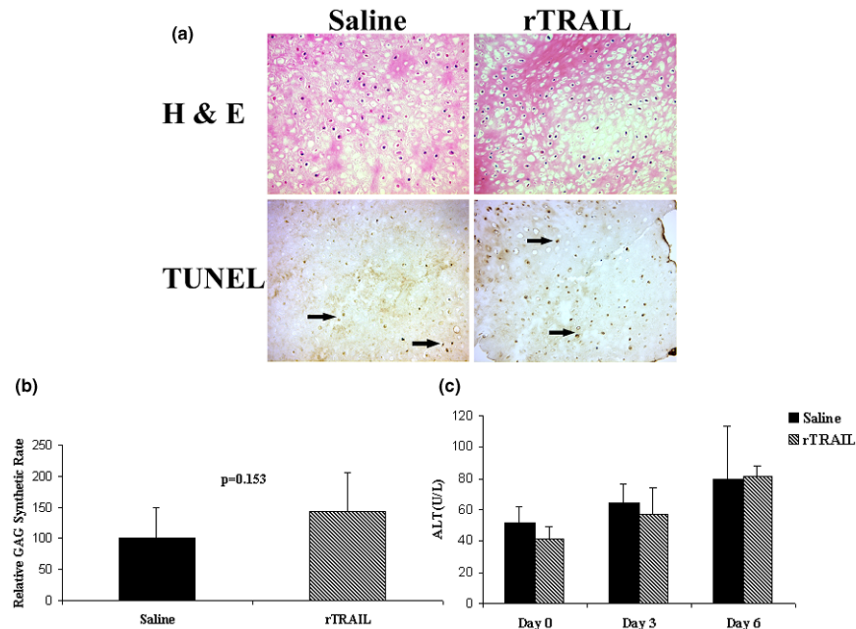 Saline rTRAIL
(a)
H & E
TUNEL
(b)
Relative GAG Synthetic Rate
250
200
150
100
50
0
p=0.153
Saline rTRAIL
(c)
ALT(U/L)
120
100
80
60
40
20
0
Saline
rTRAIL
Day 0 Day 3 Day 6